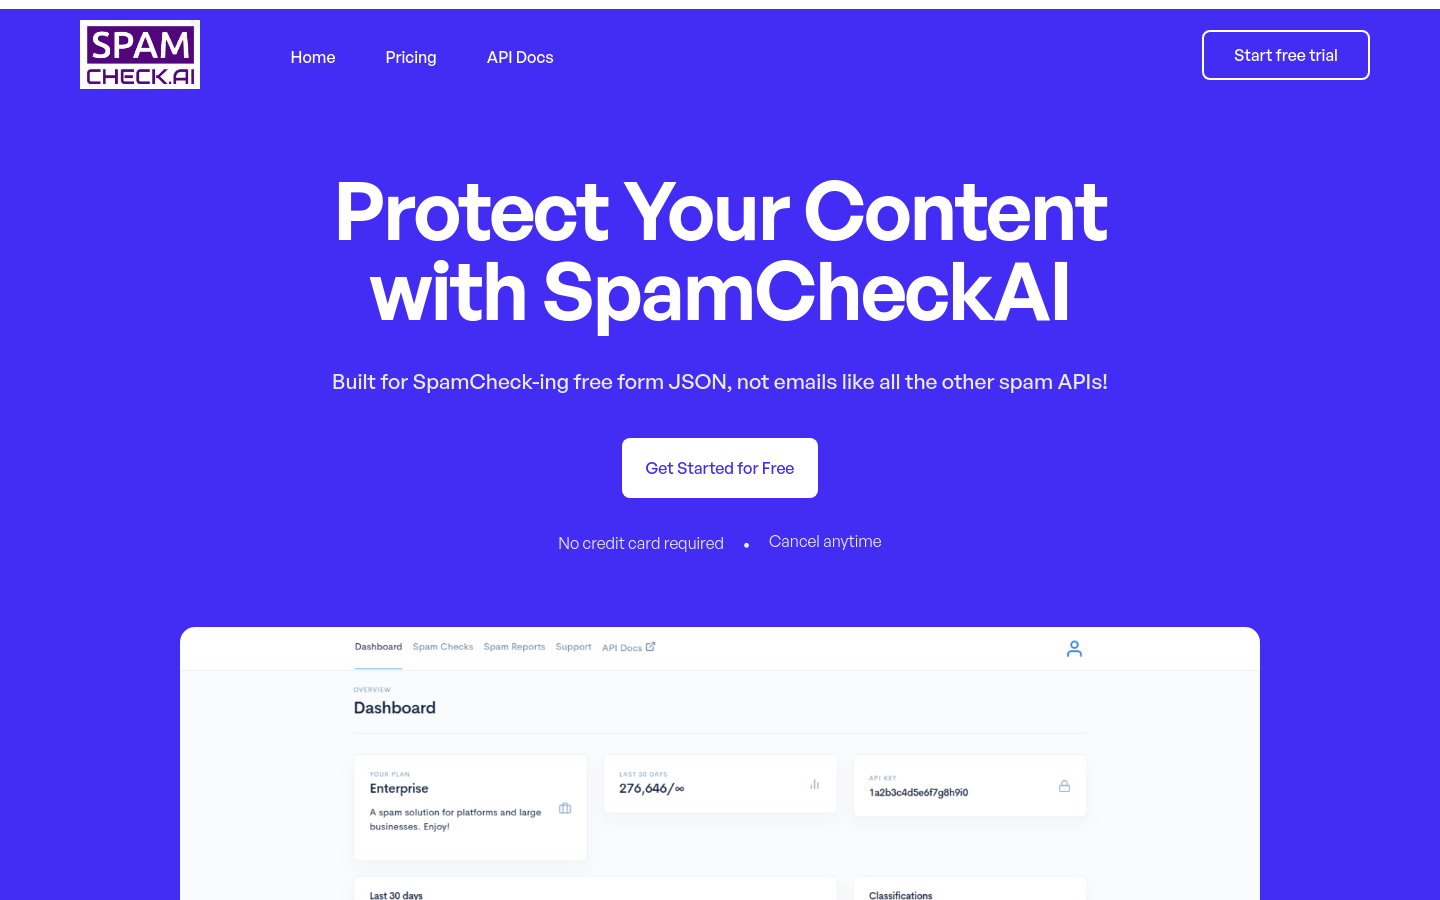 SPAM
CHECK.AI
Home
Pricing
API Docs
Start free trial
Protect Your Content
with SpamCheckAI
Built for SpamCheck-ing free form JSON, not emails like all the other spam APIs!
Get Started for Free
No credit card required
Cancel anytime
Dashboard
Spam Checks
Spam Reports
Support
API Docs
OVERVIEW
Dashboard
YOUR PLAN
Enterprise
A spam solution for platforms and large
businesses. Enjoy!
LAST 30 DAYS
276,646/∞
API KEY
1a2b3c4d5e6f7g8h9i0
Last 30 days
Classifications